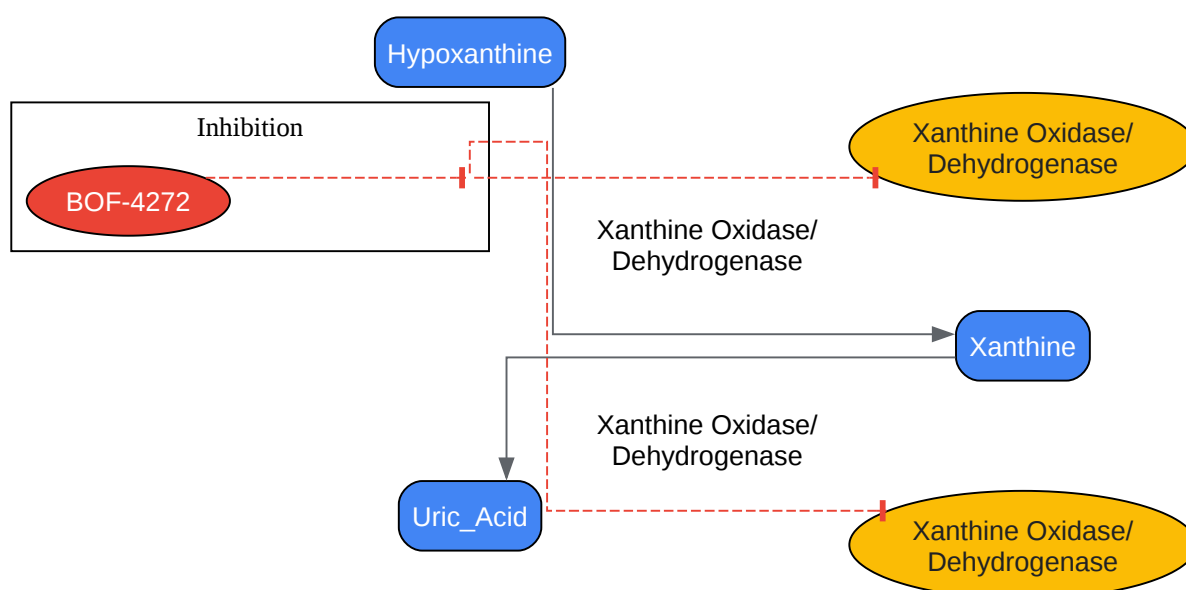 Hypoxanthine
Inhibition
Xanthine Oxidase/
Dehydrogenase
BOF-4272
Xanthine Oxidase/
Dehydrogenase
Xanthine
Xanthine Oxidase/
Dehydrogenase
Uric_Acid
Xanthine Oxidase/
Dehydrogenase